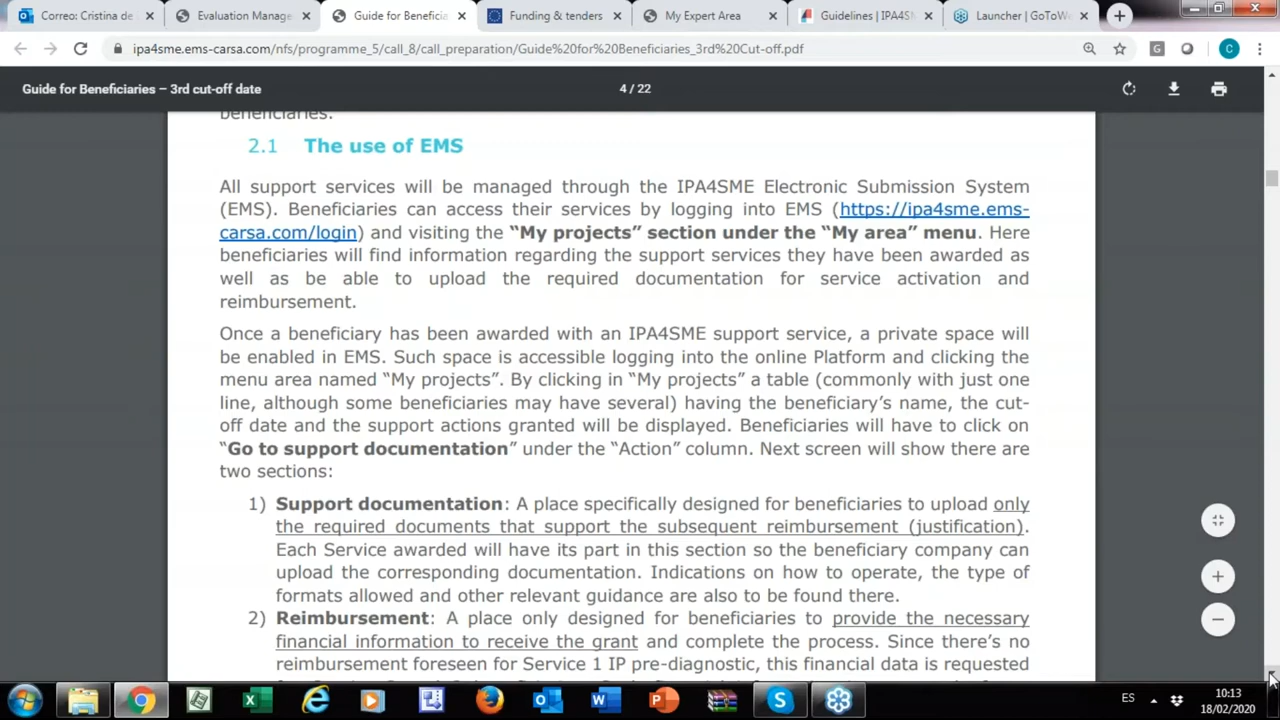 Correo: Cristina de
Evaluation Manage
Guide for Beneficia
Funding & tenders
My Expert Area
Guidelines | IPA4SM
Launcher | GoToWe
ipa4sme.ems-carsa.com/nfs/programme_5/call_8/call_preparation/Guide%20for%20Beneficiaries_3rd%20Cut-off.pdf
G
C
Guide for Beneficiaries – 3rd cut-off date
4 / 22
beneficiaries.
2.1 The use of EMS
All support services will be managed through the IPA4SME Electronic Submission System
(EMS). Beneficiaries can access their services by logging into EMS (https://ipa4sme.ems-
carsa.com/login) and visiting the “My projects” section under the “My area” menu. Here
beneficiaries will find information regarding the support services they have been awarded as
well as be able to upload the required documentation for service activation and
reimbursement.
Once a beneficiary has been awarded with an IPA4SME support service, a private space will
be enabled in EMS. Such space is accessible logging into the online Platform and clicking the
menu area named “My projects”. By clicking in “My projects” a table (commonly with just one
line, although some beneficiaries may have several) having the beneficiary’s name, the cut-
off date and the support actions granted will be displayed. Beneficiaries will have to click on
“Go to support documentation” under the “Action” column. Next screen will show there are
two sections:
1) Support documentation: A place specifically designed for beneficiaries to upload only
the required documents that support the subsequent reimbursement (justification).
Each Service awarded will have its part in this section so the beneficiary company can
upload the corresponding documentation. Indications on how to operate, the type of
formats allowed and other relevant guidance are also to be found there.
2) Reimbursement: A place only designed for beneficiaries to provide the necessary
financial information to receive the grant and complete the process. Since there’s no
reimbursement foreseen for Service 1 IP pre-diagnostic, this financial data is requested
ES
10:13
18/02/2020